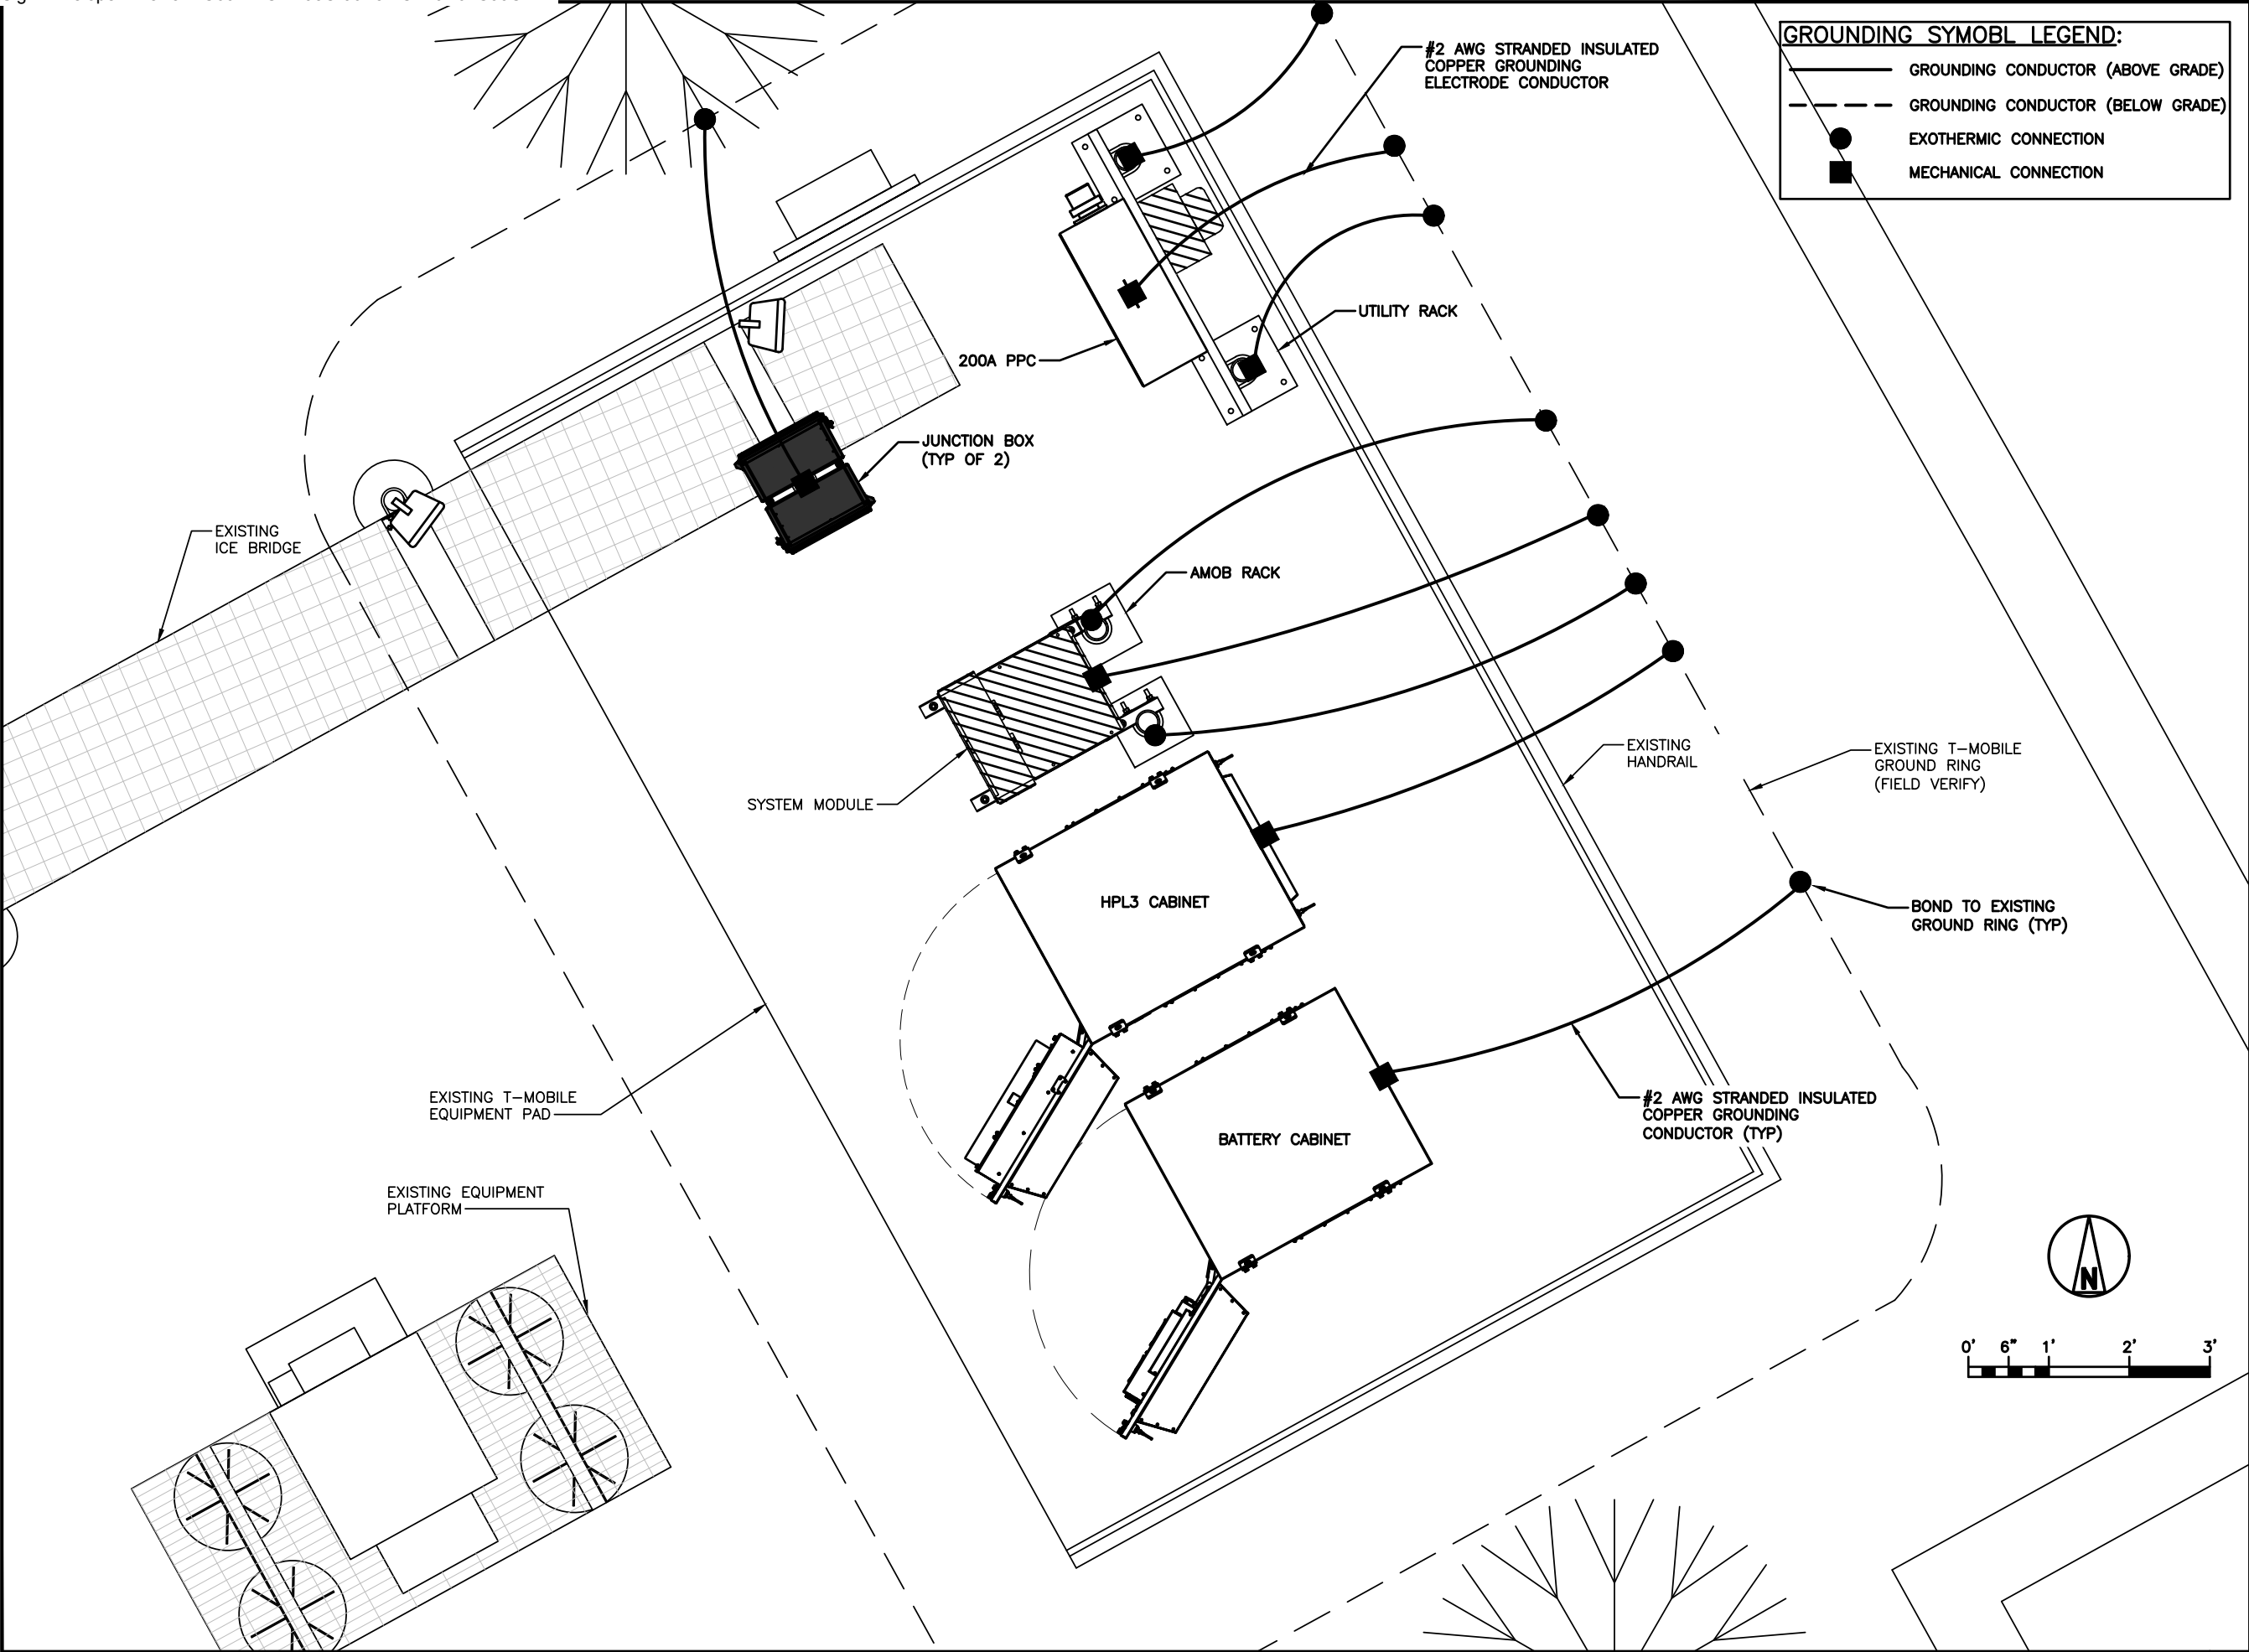 GROUNDING SYMOBL LEGEND:
GROUNDING CONDUCTOR (ABOVE GRADE)
GROUNDING CONDUCTOR (BELOW GRADE)
EXOTHERMIC CONNECTION
MECHANICAL CONNECTION
#2 AWG STRANDED INSULATED
COPPER GROUNDING
ELECTRODE CONDUCTOR
UTILITY RACK
200A PPC
JUNCTION BOX
(TYP OF 2)
EXISTING
ICE BRIDGE
AMOB RACK
SYSTEM MODULE
EXISTING
HANDRAIL
EXISTING T-MOBILE
GROUND RING
(FIELD VERIFY)
HPL3 CABINET
BOND TO EXISTING
GROUND RING (TYP)
EXISTING T-MOBILE
EQUIPMENT PAD
BATTERY CABINET
#2 AWG STRANDED INSULATED
COPPER GROUNDING
CONDUCTOR (TYP)
EXISTING EQUIPMENT
PLATFORM
N
0' 6" 1' 2' 3'